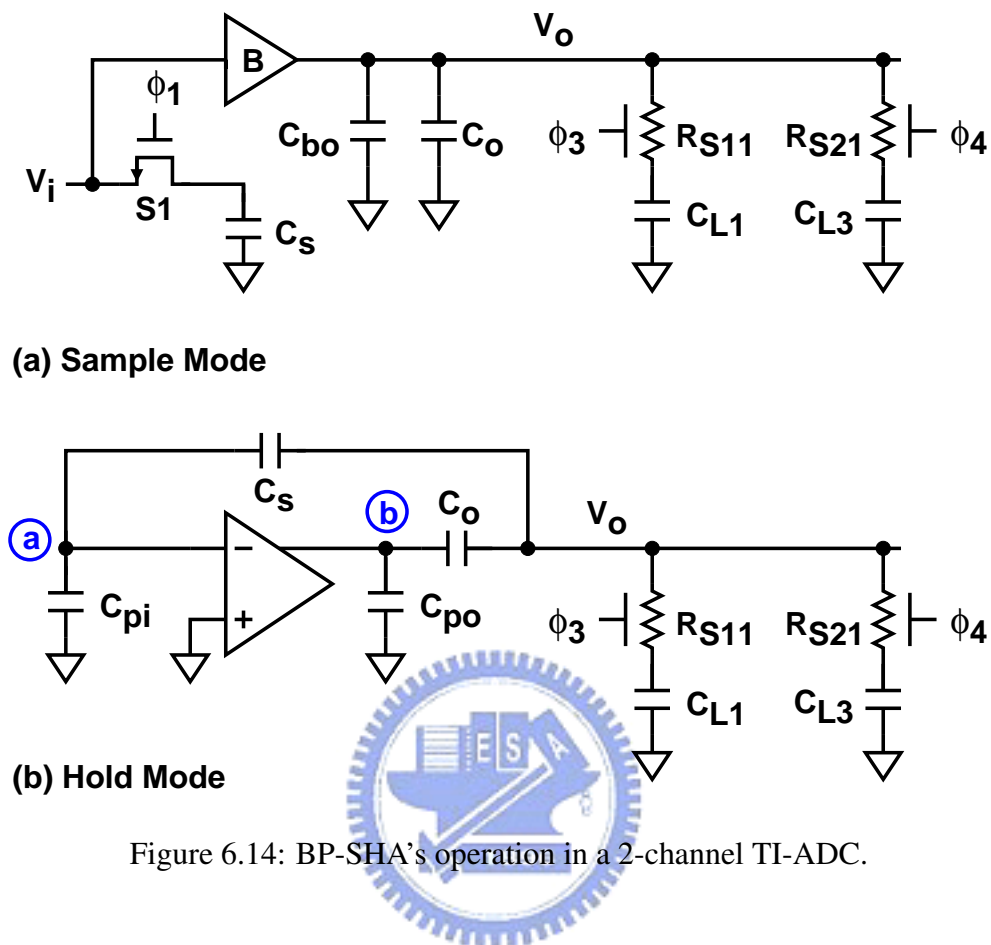 Vo
B
ϕ1
Cbo
Co
ϕ3
RS11
RS21
ϕ4
Vi
S1
Cs
CL1
CL3
(a) Sample Mode
Cs
b
Co
Vo
a
−
Cpi
+
Cpo
ϕ3
RS11
RS21
ϕ4
CL1
CL3
E S A
(b) Hold Mode
Figure 6.14: BP-SHA's operation in a 2-channel TI-ADC.